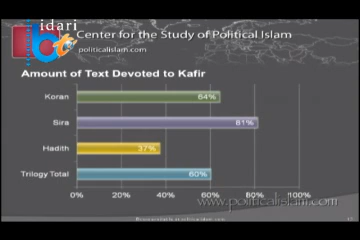 idari
Center for the Study of Political Islam
politicalislam.com
Amount of Text Devoted to Kafir
Koran
64%
Sira
81%
Hadith
37%
Trilogy Total
60%
www.politicalislam.com
0% 20% 40% 60% 80% 100%